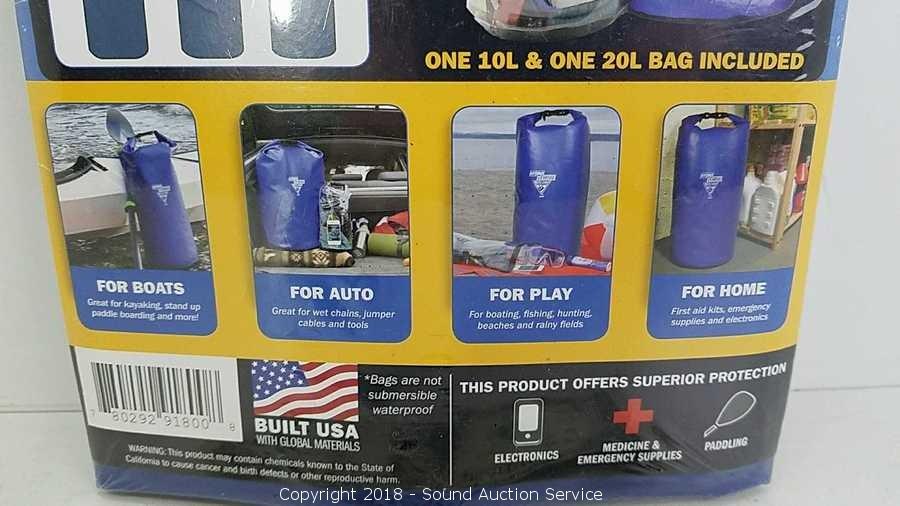 ONE 10L & ONE 20L BAG INCLUDED
FOR BOATS
Great for kayaking, stand up
paddle boarding and more!
FOR AUTO
Great for wet chains, jumper
cables and tools
FOR PLAY
For boating, fishing, hunting,
beaches and rainy fields
FOR HOME
First aid kits, emergency
supplies and electronics
7 80292 91800 8
BUILT USA
WITH GLOBAL MATERIALS
*Bags are not
submersible
waterproof
WARNING: This product may contain chemicals known to the State of
California to cause cancer and birth defects or other reproductive harm.
THIS PRODUCT OFFERS SUPERIOR PROTECTION
ELECTRONICS
MEDICINE &
EMERGENCY SUPPLIES
PADDLING
Copyright 2018 - Sound Auction Service